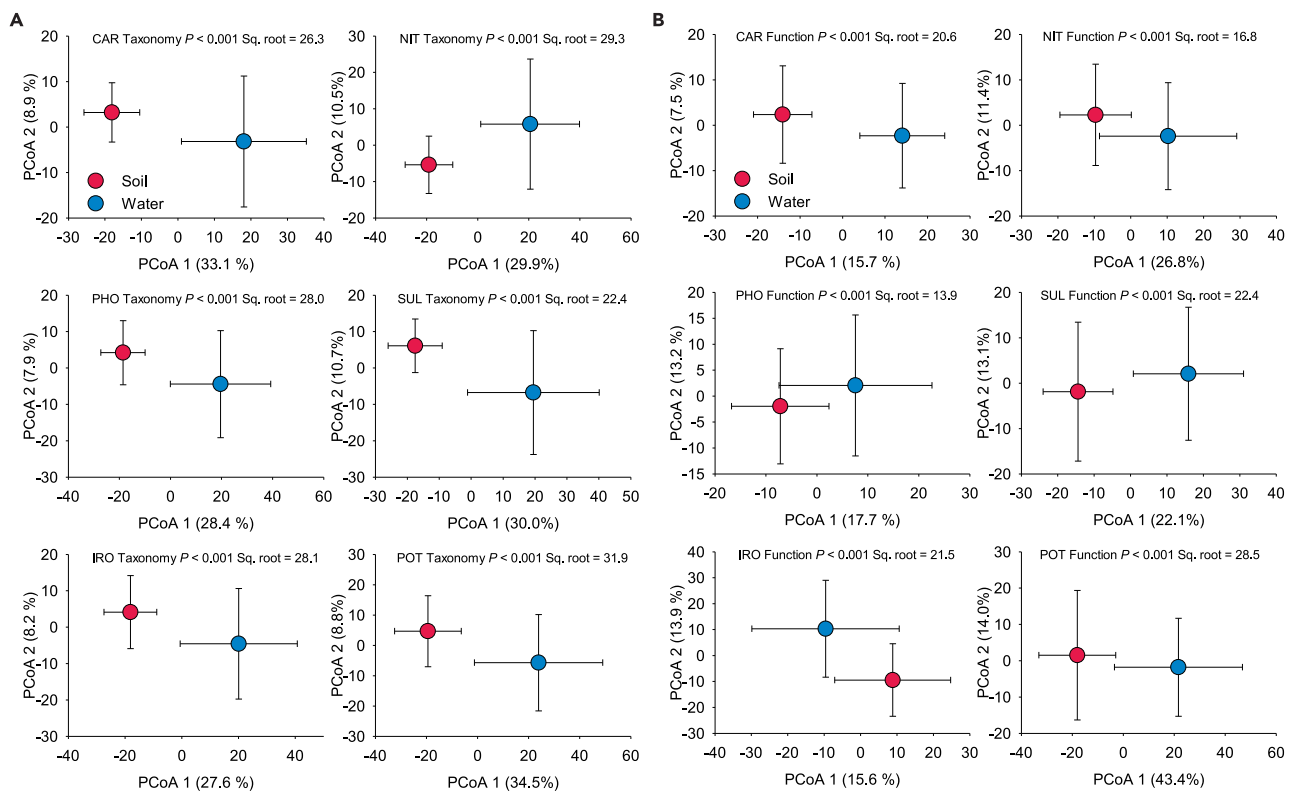 A
CAR Taxonomy P < 0.001 Sq. root = 26.3
20
10
0
-10
-20
PCoA 2 (8.9 %)
Soil
Water
-30 -20 -10 0 10 20 30 40
PCoA 1 (33.1 %)
NIT Taxonomy P < 0.001 Sq. root = 29.3
30
20
10
0
-10
-20
PCoA 2 (10.5%)
-40 -20 0 20 40 60
PCoA 1 (29.9%)
PHO Taxonomy P < 0.001 Sq. root = 28.0
20
10
0
-10
-20
-30
PCoA 2 (7.9 %)
-40 -20 0 20 40 60
PCoA 1 (28.4 %)
SUL Taxonomy P < 0.001 Sq. root = 22.4
20
10
0
-10
-20
-30
PCoA 2 (10.7%)
-30 -20 -10 0 10 20 30 40 50
PCoA 1 (30.0%)
IRO Taxonomy P < 0.001 Sq. root = 28.1
20
10
0
-10
-20
-30
PCoA 2 (8.2 %)
-40 -20 0 20 40
PCoA 1 (27.6 %)
POT Taxonomy P < 0.001 Sq. root = 31.9
30
20
10
0
-10
-20
-30
PCoA 2 (8.8%)
-40 -20 0 20 40 60
PCoA 1 (34.5%)
B
CAR Function P < 0.001 Sq. root = 20.6
20
10
0
-10
-20
PCoA 2 (7.5 %)
Soil
Water
-30 -20 -10 0 10 20 30
PCoA 1 (15.7 %)
NIT Function P < 0.001 Sq. root = 16.8
20
10
0
-10
-20
PCoA 2 (11.4%)
-30 -20 -10 0 10 20 30 40
PCoA 1 (26.8%)
PHO Function P < 0.001 Sq. root = 13.9
20
15
10
5
0
-5
-10
-15
PCoA 2 (13.2 %)
-20 -10 0 10 20 30
PCoA 1 (17.7 %)
SUL Function P < 0.001 Sq. root = 22.4
20
10
0
-10
-20
PCoA 2 (13.1%)
-30 -20 -10 0 10 20 30 40
PCoA 1 (22.1%)
IRO Function P < 0.001 Sq. root = 21.5
40
30
20
10
0
-10
-20
-30
PCoA 2 (13.9 %)
-40 -30 -20 -10 0 10 20 30
PCoA 1 (15.6 %)
POT Function P < 0.001 Sq. root = 28.5
30
20
10
0
-10
-20
PCoA 2 (14.0%)
-40 -20 0 20 40 60
PCoA 1 (43.4%)